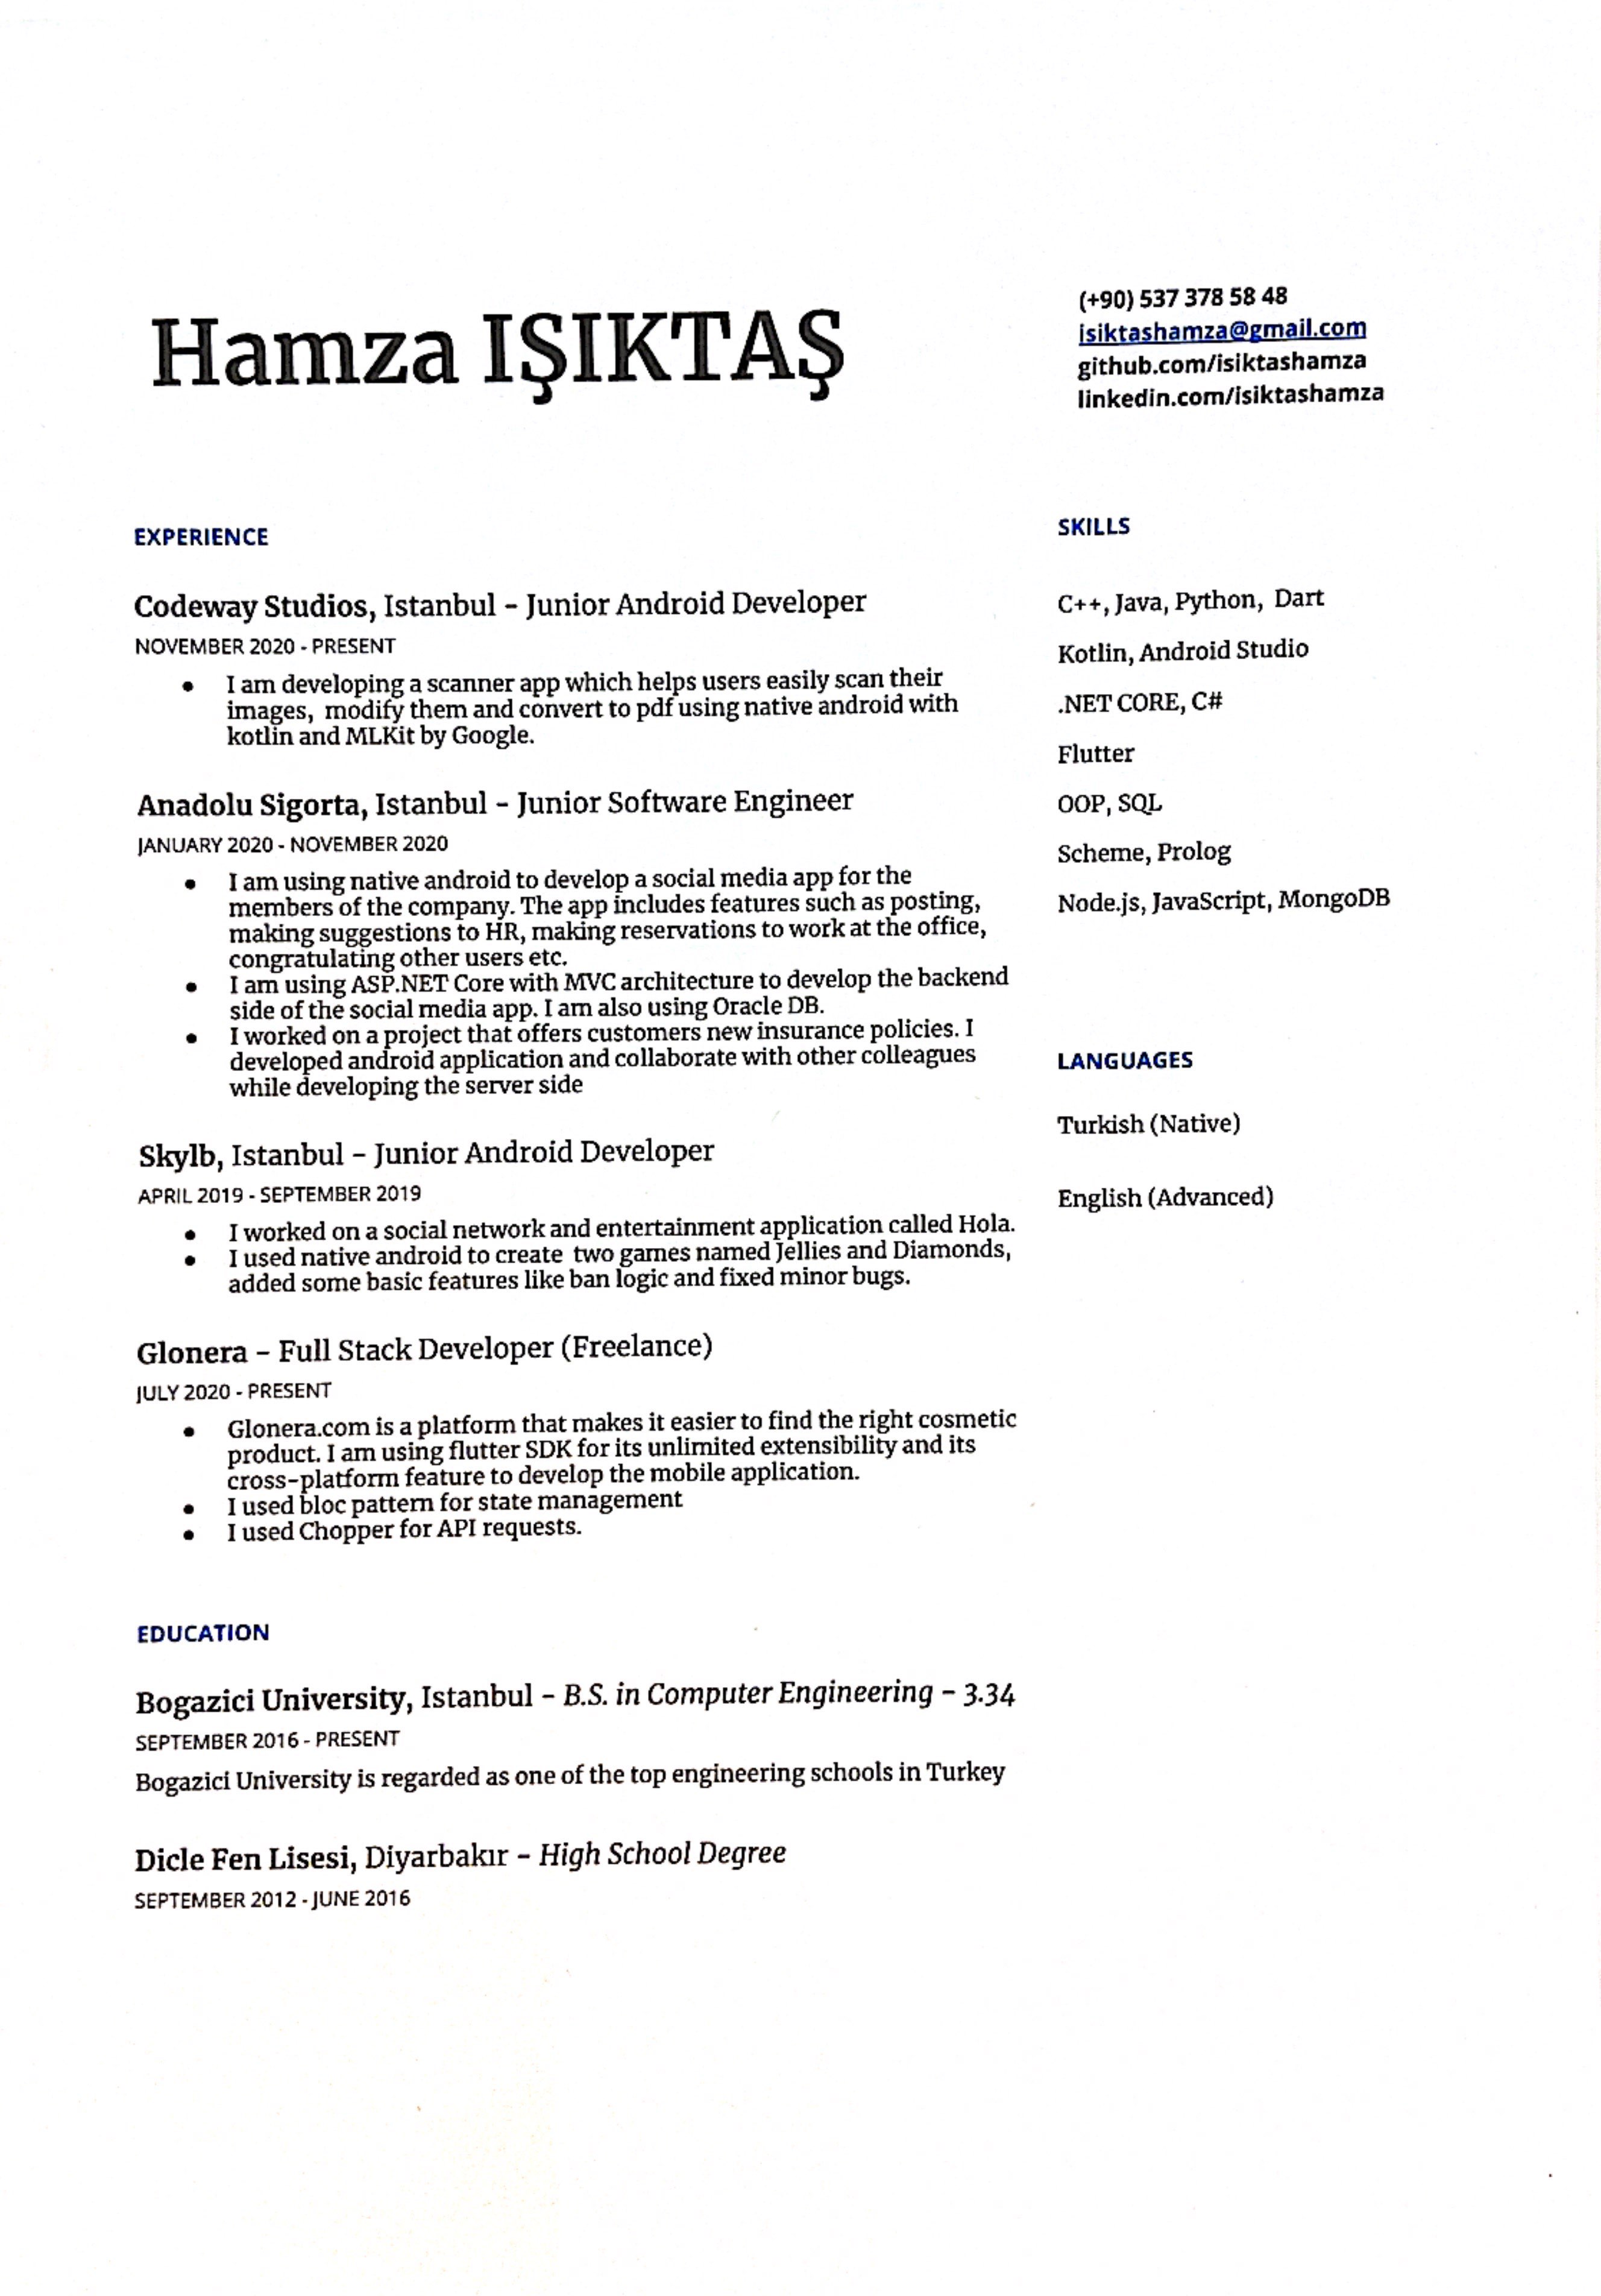 Hamza IŞIKTAŞ
(+90) 537 378 58 48
isiktashamza@gmail.com
github.com/isiktashamza
linkedin.com/isiktashamza
EXPERIENCE
Codeway Studios, Istanbul - Junior Android Developer
NOVEMBER 2020 - PRESENT
● I am developing a scanner app which helps users easily scan their
images, modify them and convert to pdf using native android with
kotlin and MLKit by Google.
Anadolu Sigorta, Istanbul - Junior Software Engineer
JANUARY 2020 - NOVEMBER 2020
● I am using native android to develop a social media app for the
members of the company. The app includes features such as posting,
making suggestions to HR, making reservations to work at the office,
congratulating other users etc.
● I am using ASP.NET Core with MVC architecture to develop the backend
side of the social media app. I am also using Oracle DB.
● I worked on a project that offers customers new insurance policies. I
developed android application and collaborate with other colleagues
while developing the server side
Skylb, Istanbul - Junior Android Developer
APRIL 2019 - SEPTEMBER 2019
● I worked on a social network and entertainment application called Hola.
● I used native android to create two games named Jellies and Diamonds,
added some basic features like ban logic and fixed minor bugs.
Glonera - Full Stack Developer (Freelance)
JULY 2020 - PRESENT
● Glonera.com is a platform that makes it easier to find the right cosmetic
product. I am using flutter SDK for its unlimited extensibility and its
cross-platform feature to develop the mobile application.
● I used bloc pattern for state management
● I used Chopper for API requests.
EDUCATION
Bogazici University, Istanbul - B.S. in Computer Engineering - 3.34
SEPTEMBER 2016 - PRESENT
Bogazici University is regarded as one of the top engineering schools in Turkey
Dicle Fen Lisesi, Diyarbakır - High School Degree
SEPTEMBER 2012 - JUNE 2016
SKILLS
C++, Java, Python, Dart
Kotlin, Android Studio
.NET CORE, C#
Flutter
OOP, SQL
Scheme, Prolog
Node.js, JavaScript, MongoDB
LANGUAGES
Turkish (Native)
English (Advanced)